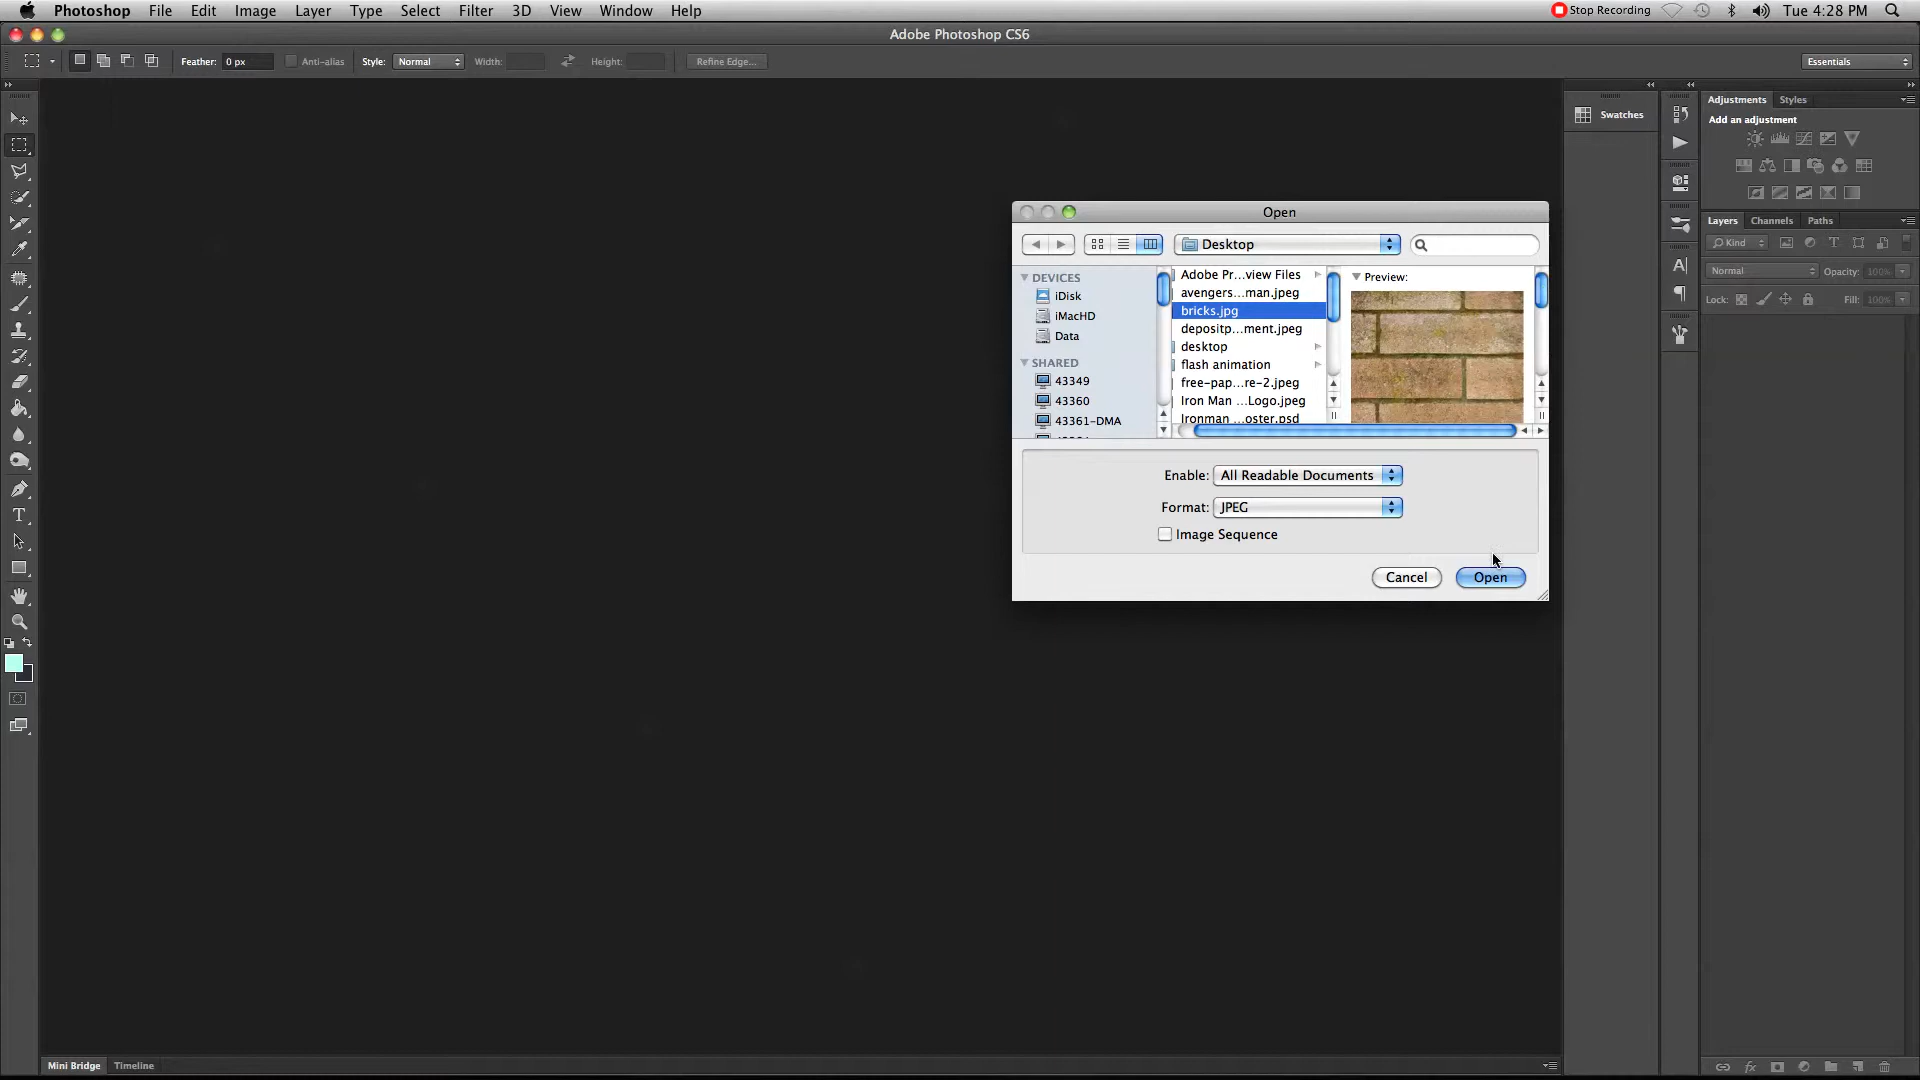 Photoshop File Edit Image Layer Type Select Filter 3D View Window Help Stop Recording Tue 4:28 PM
Adobe Photoshop CS6
Feather: 0 px Anti-alias Style: Normal Width: Height: Refine Edge... Essentials
Swatches
Adjustments Styles
Add an adjustment
Layers Channels Paths
Kind
Normal Opacity: 100%
Lock: Fill: 100%
Open
Desktop
DEVICES
iDisk
iMacHD
Data
SHARED
43349
43360
43361-DMA
Adobe Pr...view Files
avengers...man.jpeg
bricks.jpg
depositp...ment.jpeg
desktop
flash animation
free-pap...re-2.jpeg
Iron Man ...Logo.jpeg
Ironman ...oster.psd
Preview:
Enable: All Readable Documents
Format: JPEG
Image Sequence
Cancel Open
Mini Bridge Timeline